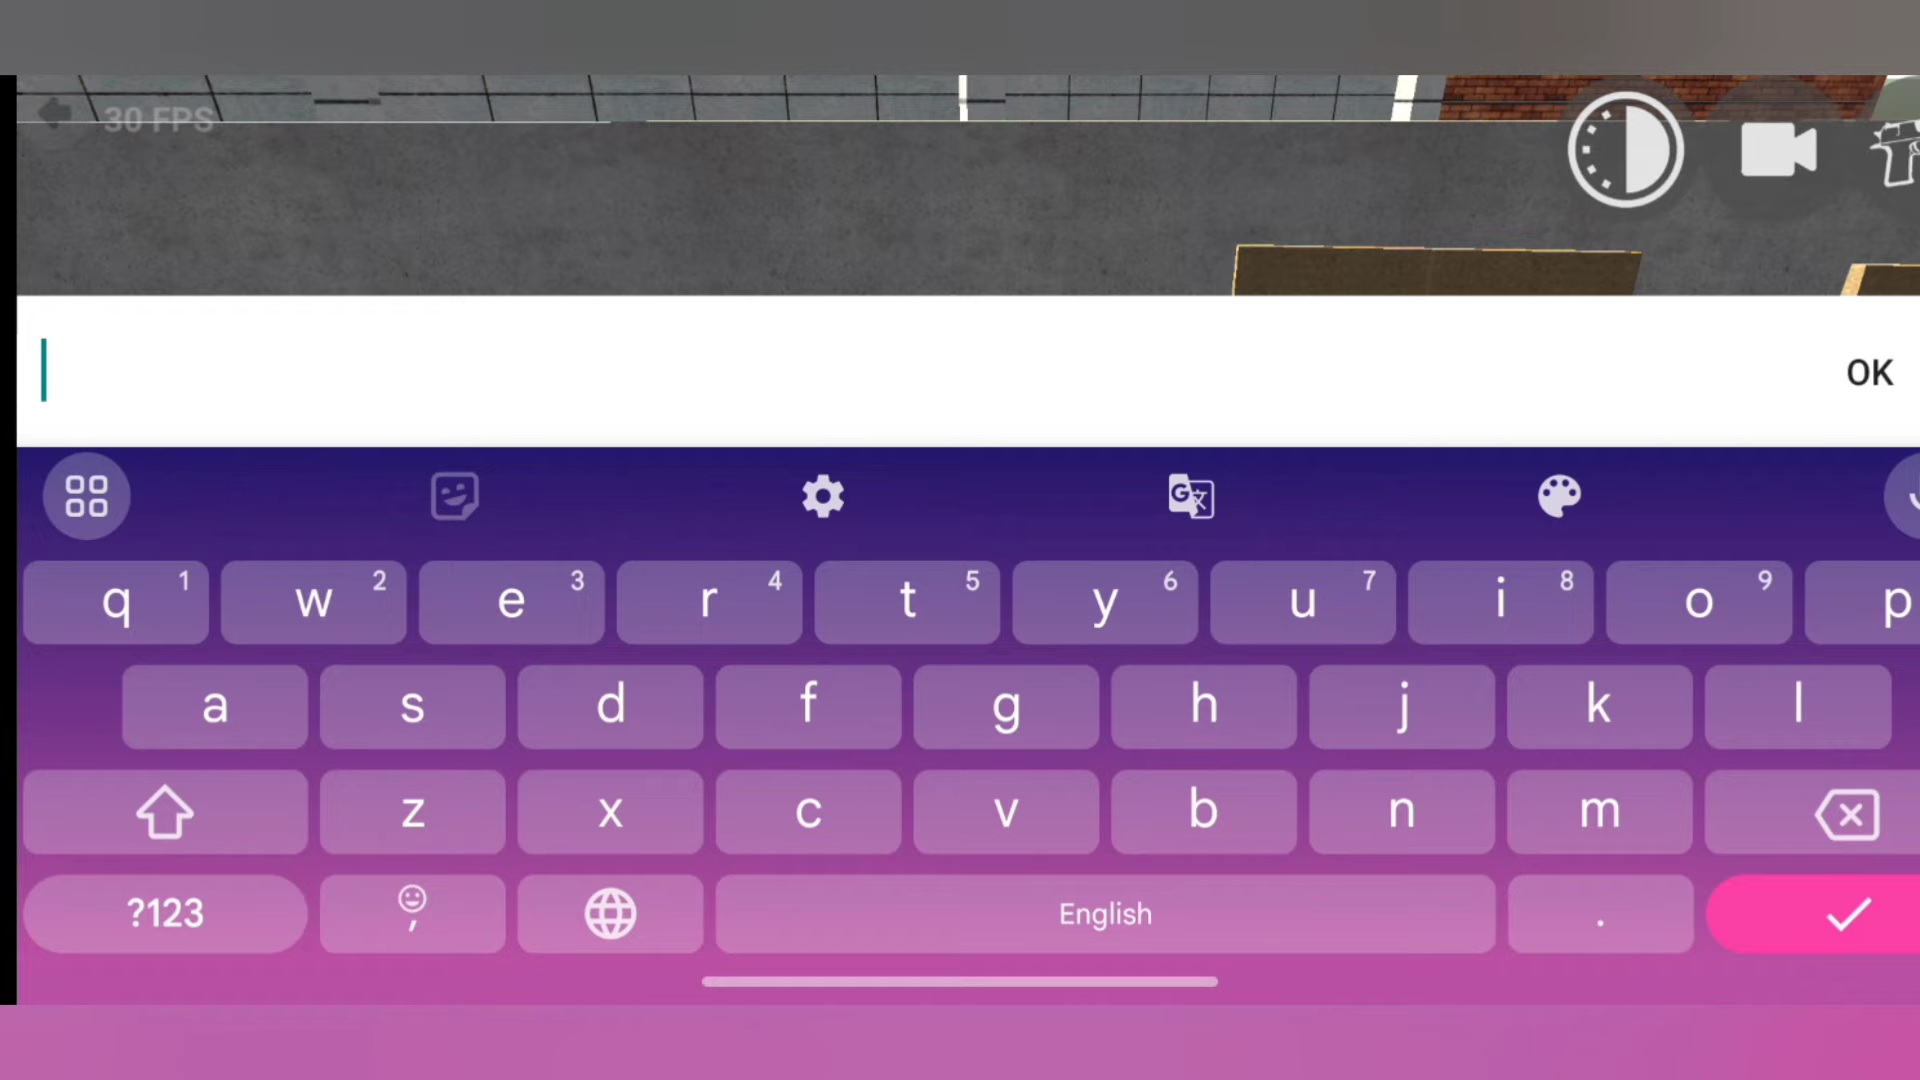 30 FPS
OK
q 1 w 2 e 3 r 4 t 5 y 6 u 7 i 8 o 9 p
a s d f g h j k l
z x c v b n m
?123 , English .